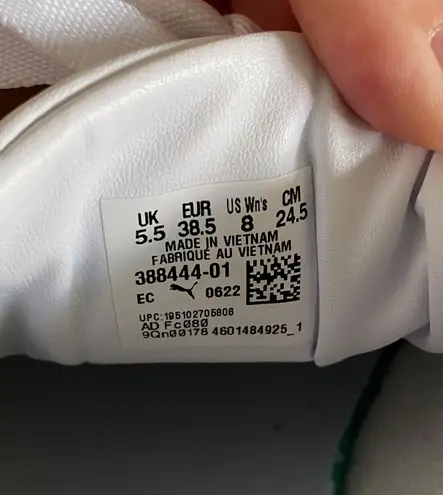 UK EUR US Wn's CM
5.5 38.5 8 24.5
MADE IN VIETNAM
FABRIQUÉ AU VIETNAM
388444-01
EC 0622
UPC:195102705806
AD Fc080
9Qn00178 4601484925_1